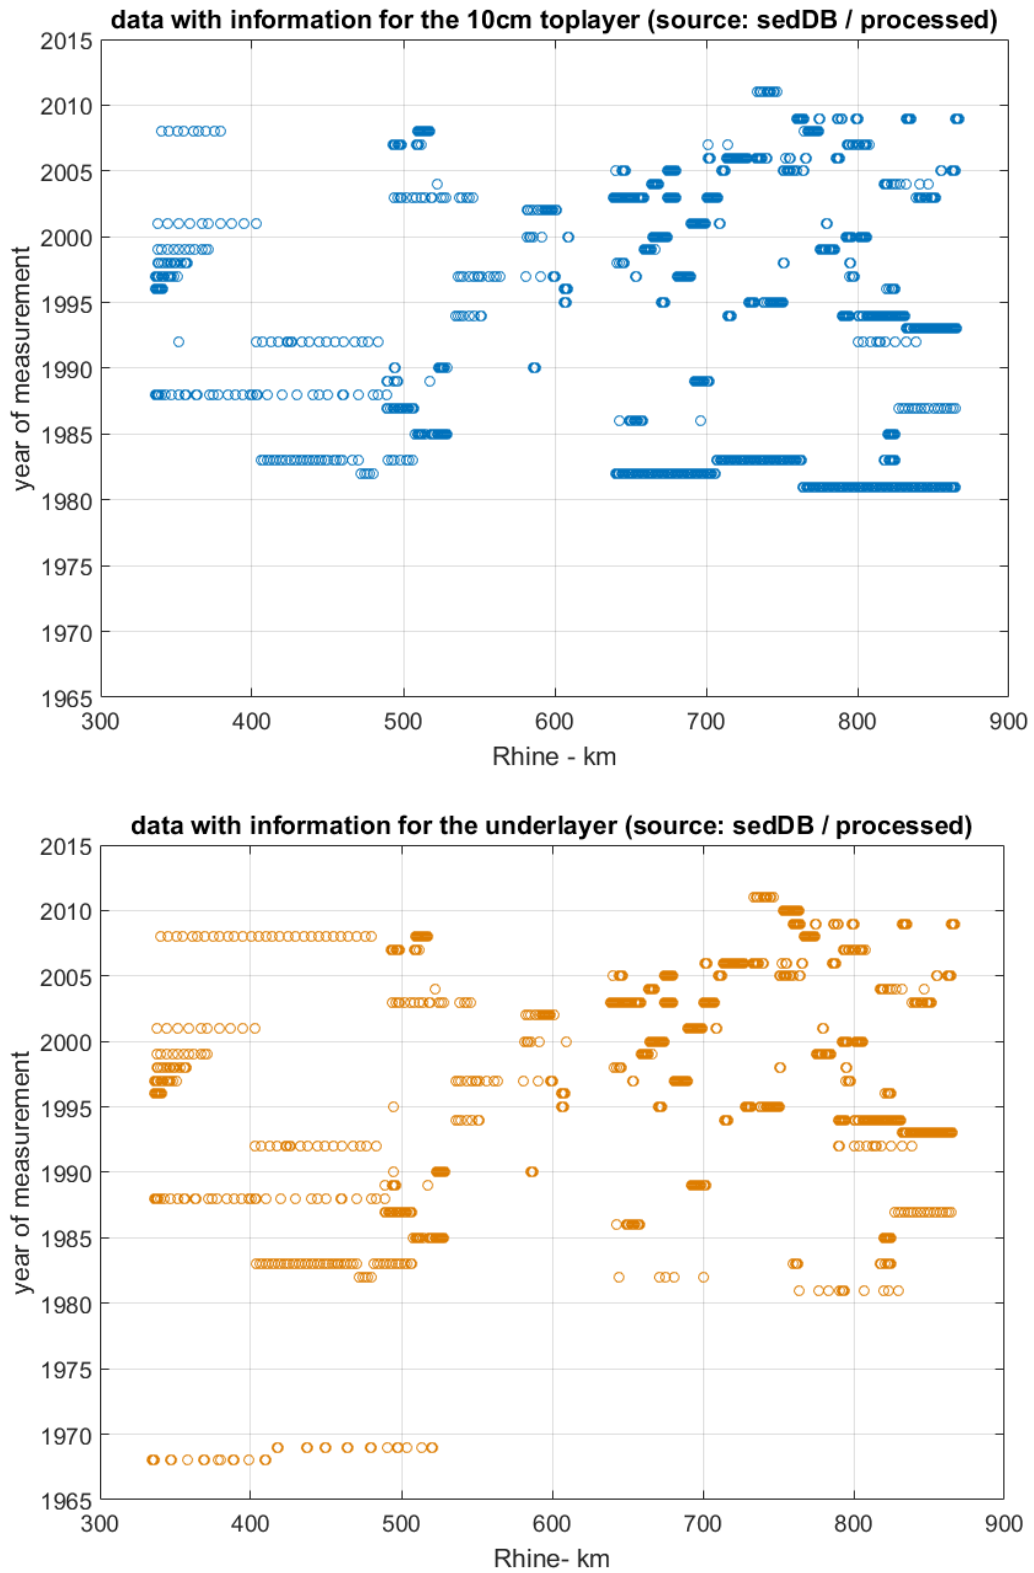 data with information for the 10cm toplayer (source: sedDB / processed)
2015
2010
2005
2000
1995
1990
1985
1980
1975
1970
1965
year of measurement
300 400 500 600 700 800 900
Rhine - km
data with information for the underlayer (source: sedDB / processed)
2015
2010
2005
2000
1995
1990
1985
1980
1975
1970
1965
year of measurement
300 400 500 600 700 800 900
Rhine- km